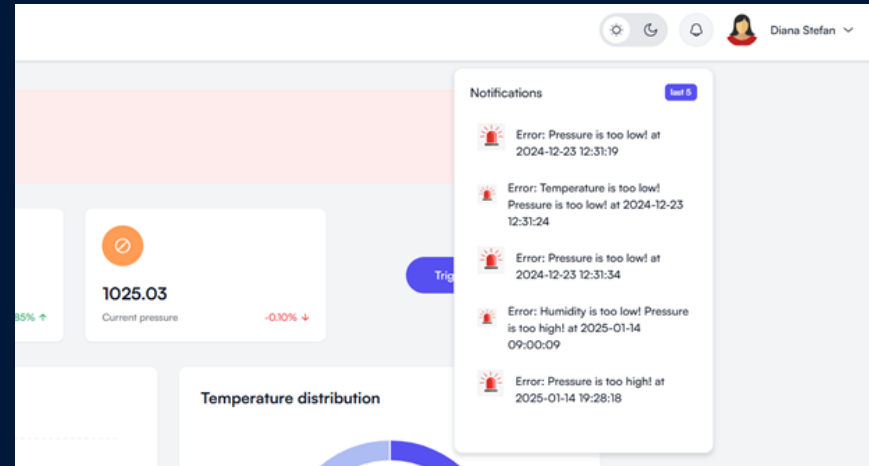 Diana Stefan
Notifications
last 5
Error: Pressure is too low! at
2024-12-23 12:31:19
Error: Temperature is too low!
Pressure is too low! at 2024-12-23
12:31:24
Error: Pressure is too low! at
2024-12-23 12:31:34
Error: Humidity is too low! Pressure
is too high! at 2025-01-14
09:00:09
Error: Pressure is too high! at
2025-01-14 19:28:18
85%
1025.03
Current pressure
-0.10%
Trig
Temperature distribution